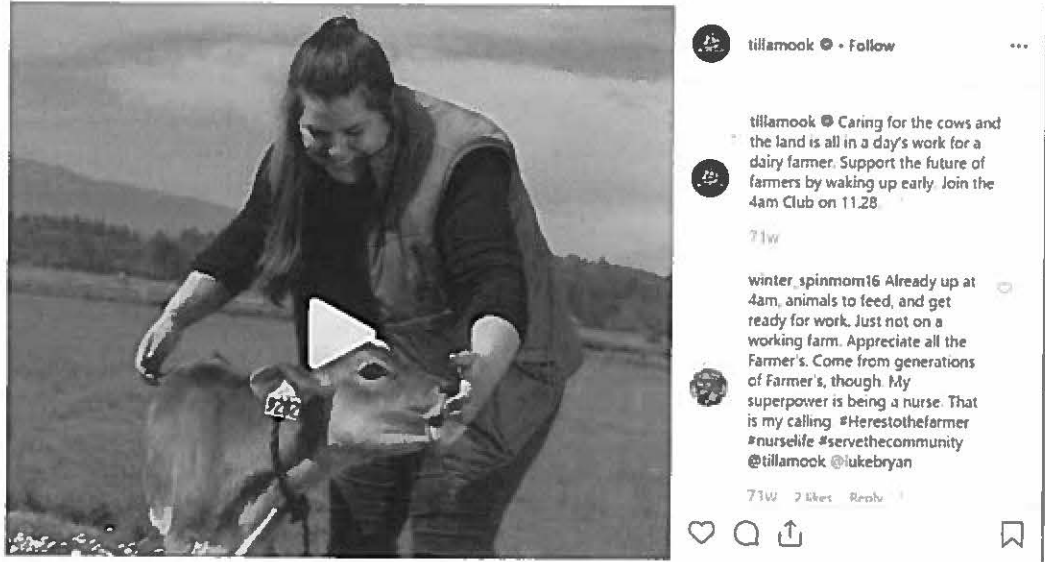 tillamook • Follow
tillamook Caring for the cows and
the land is all in a day's work for a
dairy farmer. Support the future of
farmers by waking up early. Join the
4am Club on 11.28
71w
winter_spinmom16 Already up at
4am, animals to feed, and get
ready for work. Just not on a
working farm. Appreciate all the
Farmer's. Come from generations
of Farmer's, though. My
superpower is being a nurse. That
is my calling #Herestothefarmer
#nurselife #servethecommunity
@tillamook @lukebryan
71w 2 likes Reply